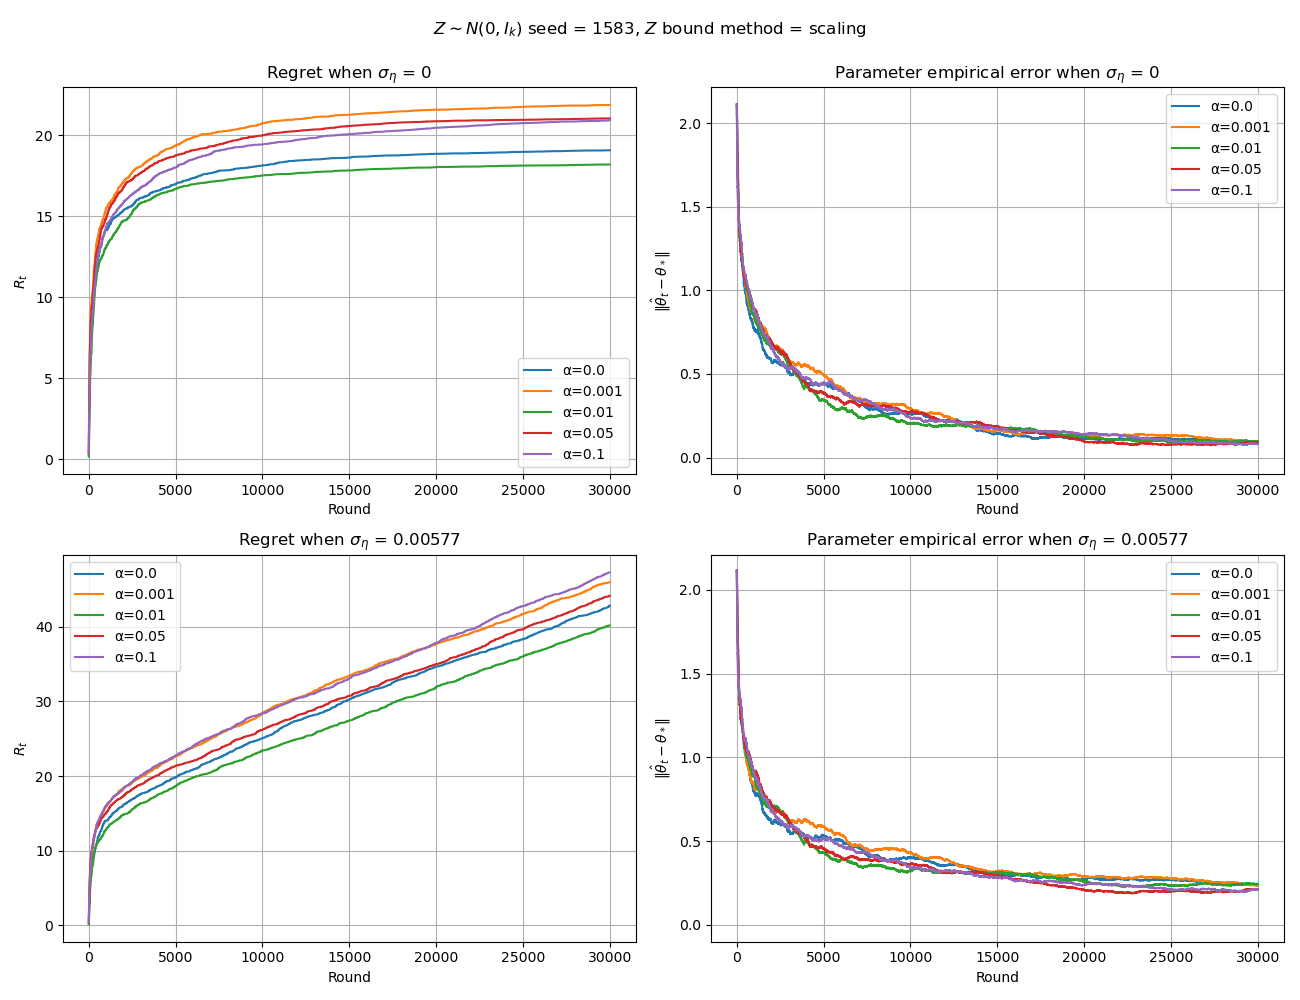 Z ∼ N(0, I_k) seed = 1583, Z bound method = scaling
Regret when σ_η = 0
R_t
20
15
10
5
0
α=0.0
α=0.001
α=0.01
α=0.05
α=0.1
0 5000 10000 15000 20000 25000 30000
Round
Parameter empirical error when σ_η = 0
‖θ̂_t − θ_*‖
2.0
1.5
1.0
0.5
0.0
α=0.0
α=0.001
α=0.01
α=0.05
α=0.1
0 5000 10000 15000 20000 25000 30000
Round
Regret when σ_η = 0.00577
R_t
40
30
20
10
0
α=0.0
α=0.001
α=0.01
α=0.05
α=0.1
0 5000 10000 15000 20000 25000 30000
Round
Parameter empirical error when σ_η = 0.00577
‖θ̂_t − θ_*‖
2.0
1.5
1.0
0.5
0.0
α=0.0
α=0.001
α=0.01
α=0.05
α=0.1
0 5000 10000 15000 20000 25000 30000
Round